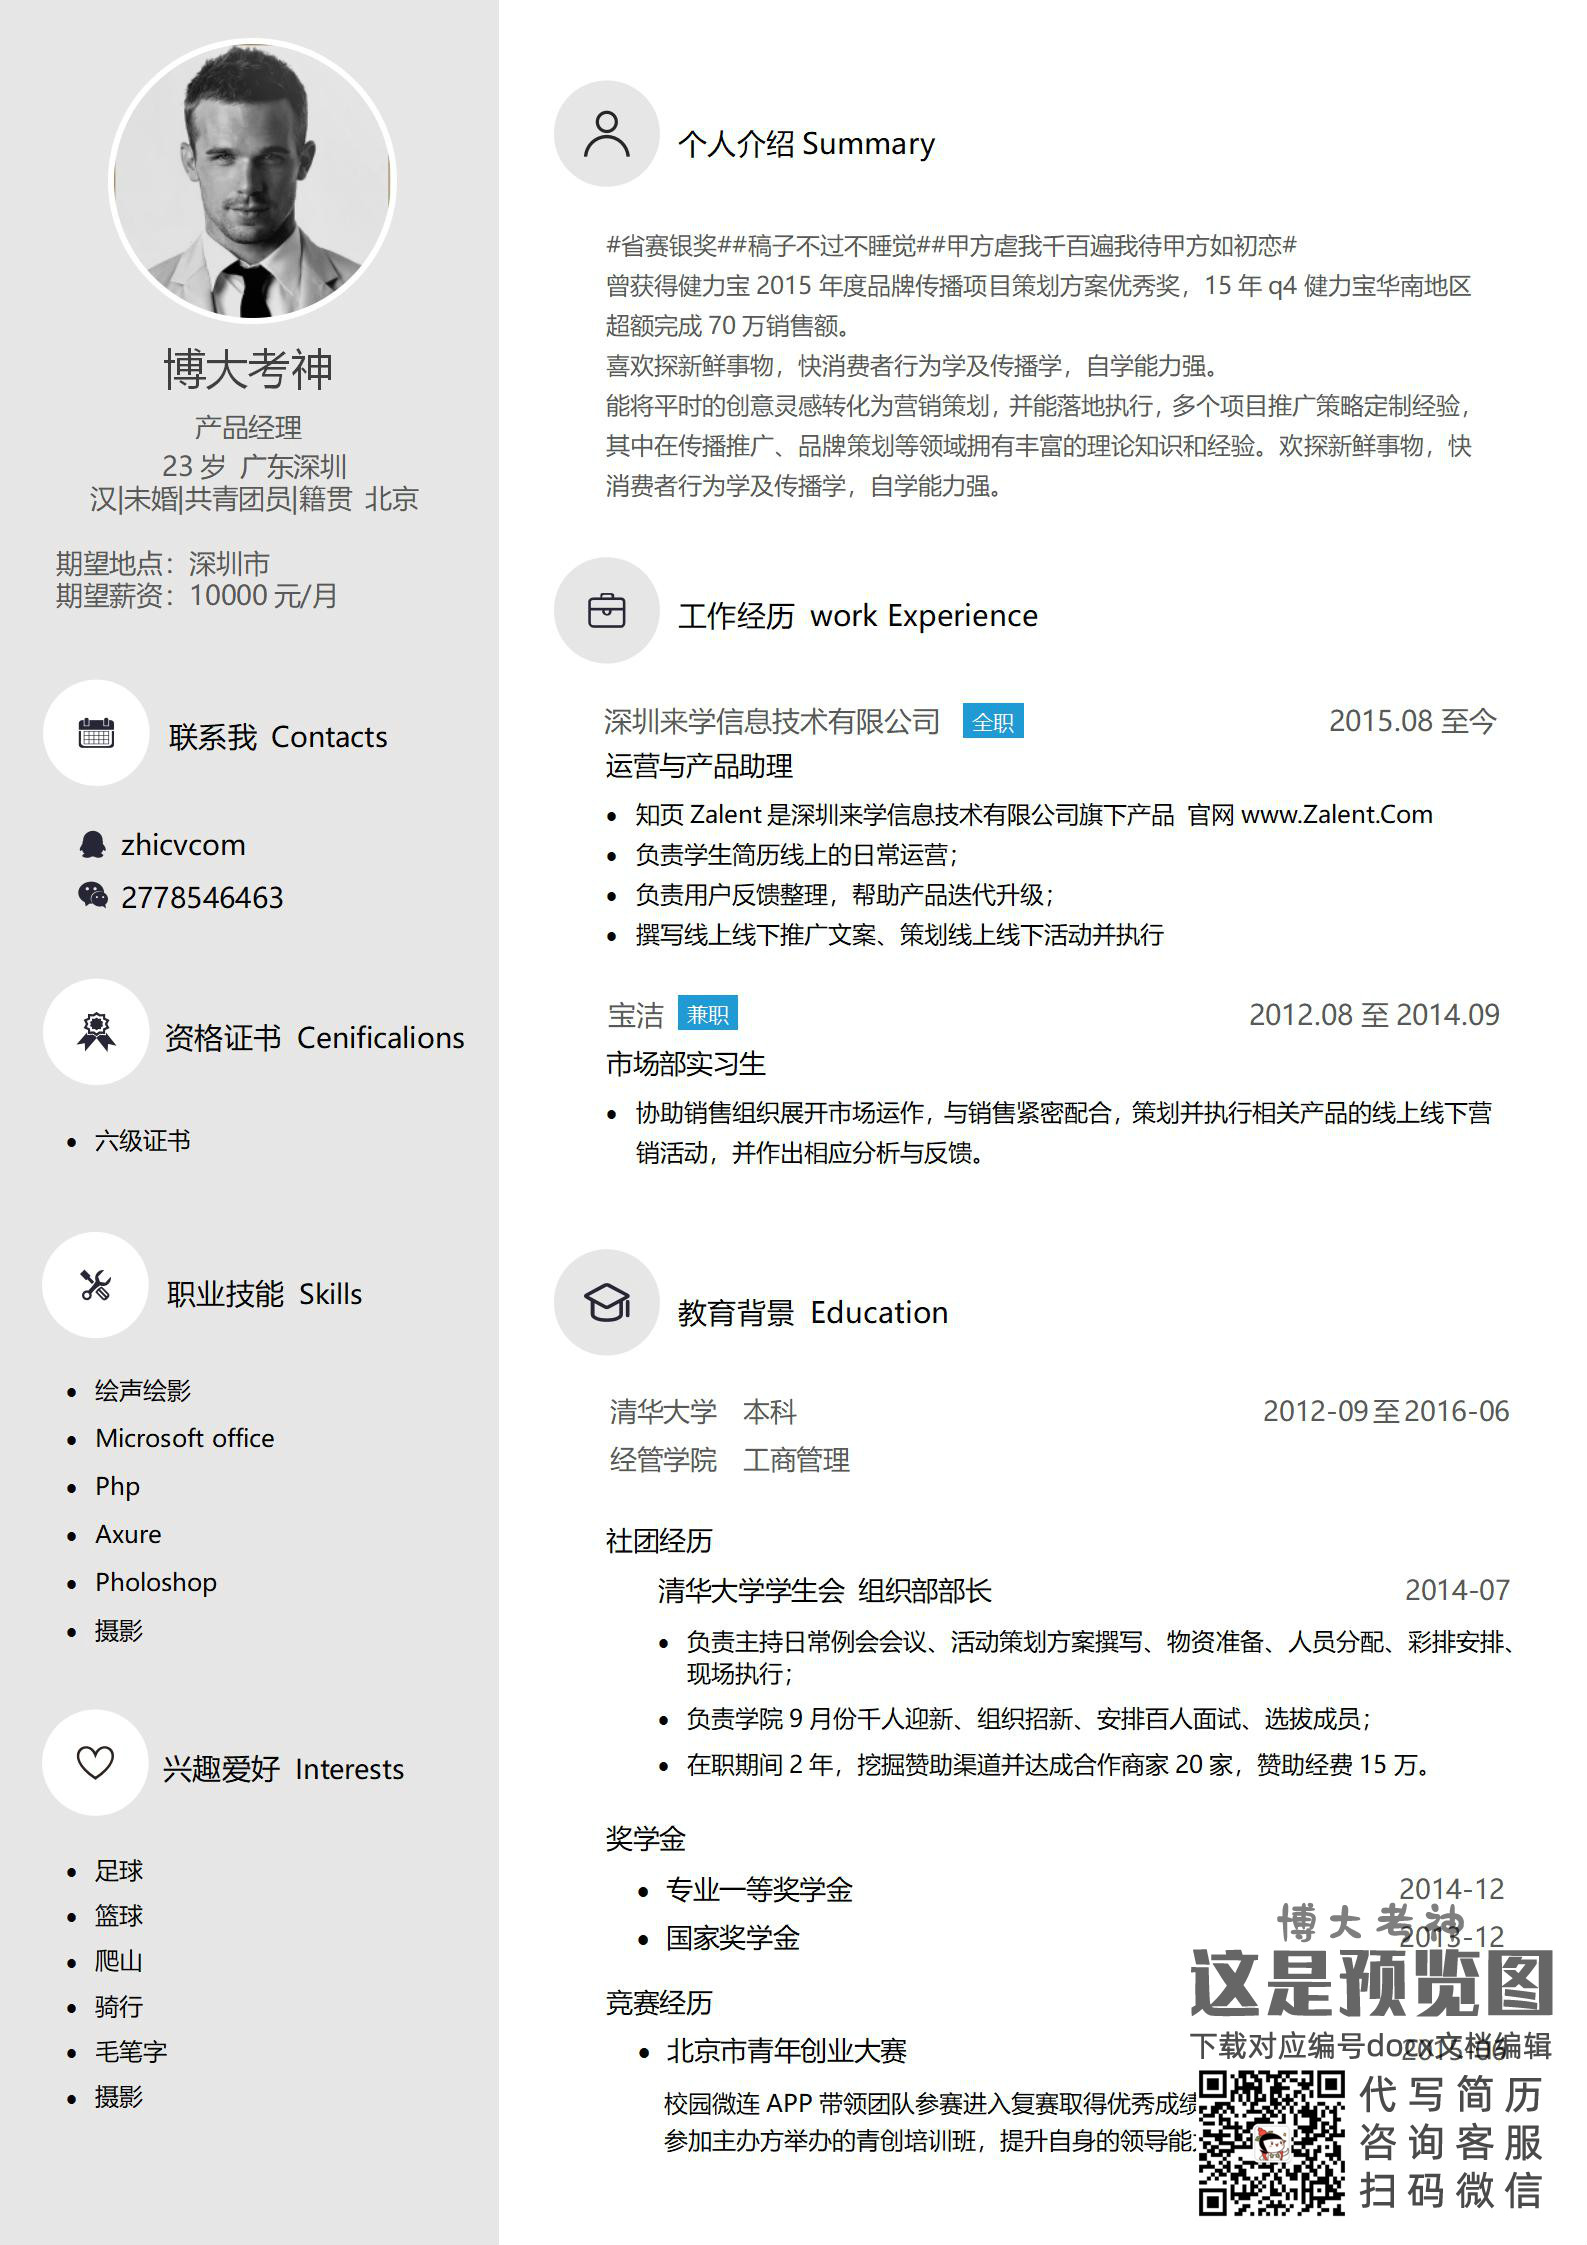 博大考神
产品经理
23 岁 广东深圳
汉|未婚|共青团员|籍贯 北京
期望地点：深圳市
期望薪资：10000 元/月
联系我 Contacts
zhicvcom
2778546463
资格证书 Cenificalions
六级证书
职业技能 Skills
绘声绘影
Microsoft office
Php
Axure
Pholoshop
摄影
兴趣爱好 Interests
足球
篮球
爬山
骑行
毛笔字
摄影
个人介绍 Summary
#省赛银奖##稿子不过不睡觉##甲方虐我千百遍我待甲方如初恋#
曾获得健力宝 2015 年度品牌传播项目策划方案优秀奖，15 年 q4 健力宝华南地区
超额完成 70 万销售额。
喜欢探新鲜事物，快消费者行为学及传播学，自学能力强。
能将平时的创意灵感转化为营销策划，并能落地执行，多个项目推广策略定制经验，
其中在传播推广、品牌策划等领域拥有丰富的理论知识和经验。欢探新鲜事物，快
消费者行为学及传播学，自学能力强。
工作经历 work Experience
深圳来学信息技术有限公司 全职 2015.08 至今
运营与产品助理
知页 Zalent 是深圳来学信息技术有限公司旗下产品 官网 www.Zalent.Com
负责学生简历线上的日常运营；
负责用户反馈整理，帮助产品迭代升级；
撰写线上线下推广文案、策划线上线下活动并执行
宝洁 兼职 2012.08 至 2014.09
市场部实习生
协助销售组织展开市场运作，与销售紧密配合，策划并执行相关产品的线上线下营
销活动，并作出相应分析与反馈。
教育背景 Education
清华大学 本科 2012-09 至 2016-06
经管学院 工商管理
社团经历
清华大学学生会 组织部部长 2014-07
负责主持日常例会会议、活动策划方案撰写、物资准备、人员分配、彩排安排、
现场执行；
负责学院 9 月份千人迎新、组织招新、安排百人面试、选拔成员；
在职期间 2 年，挖掘赞助渠道并达成合作商家 20 家，赞助经费 15 万。
奖学金
专业一等奖学金 2014-12
国家奖学金 2013-12
竞赛经历
北京市青年创业大赛
校园微连 APP 带领团队参赛进入复赛取得优秀成绩
参加主办方举办的青创培训班，提升自身的领导能
博大考神
这是预览图
下载对应编号docx文档编辑
代写简历
咨询客服
扫码微信